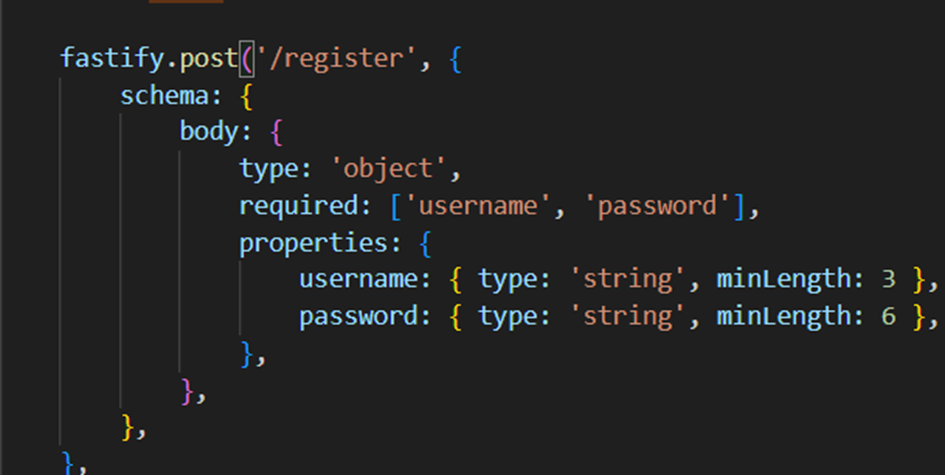 fastify.post('/register', {
schema: {
body: {
type: 'object',
required: ['username', 'password'],
properties: {
username: { type: 'string', minLength: 3 },
password: { type: 'string', minLength: 6 },
},
},
},
},